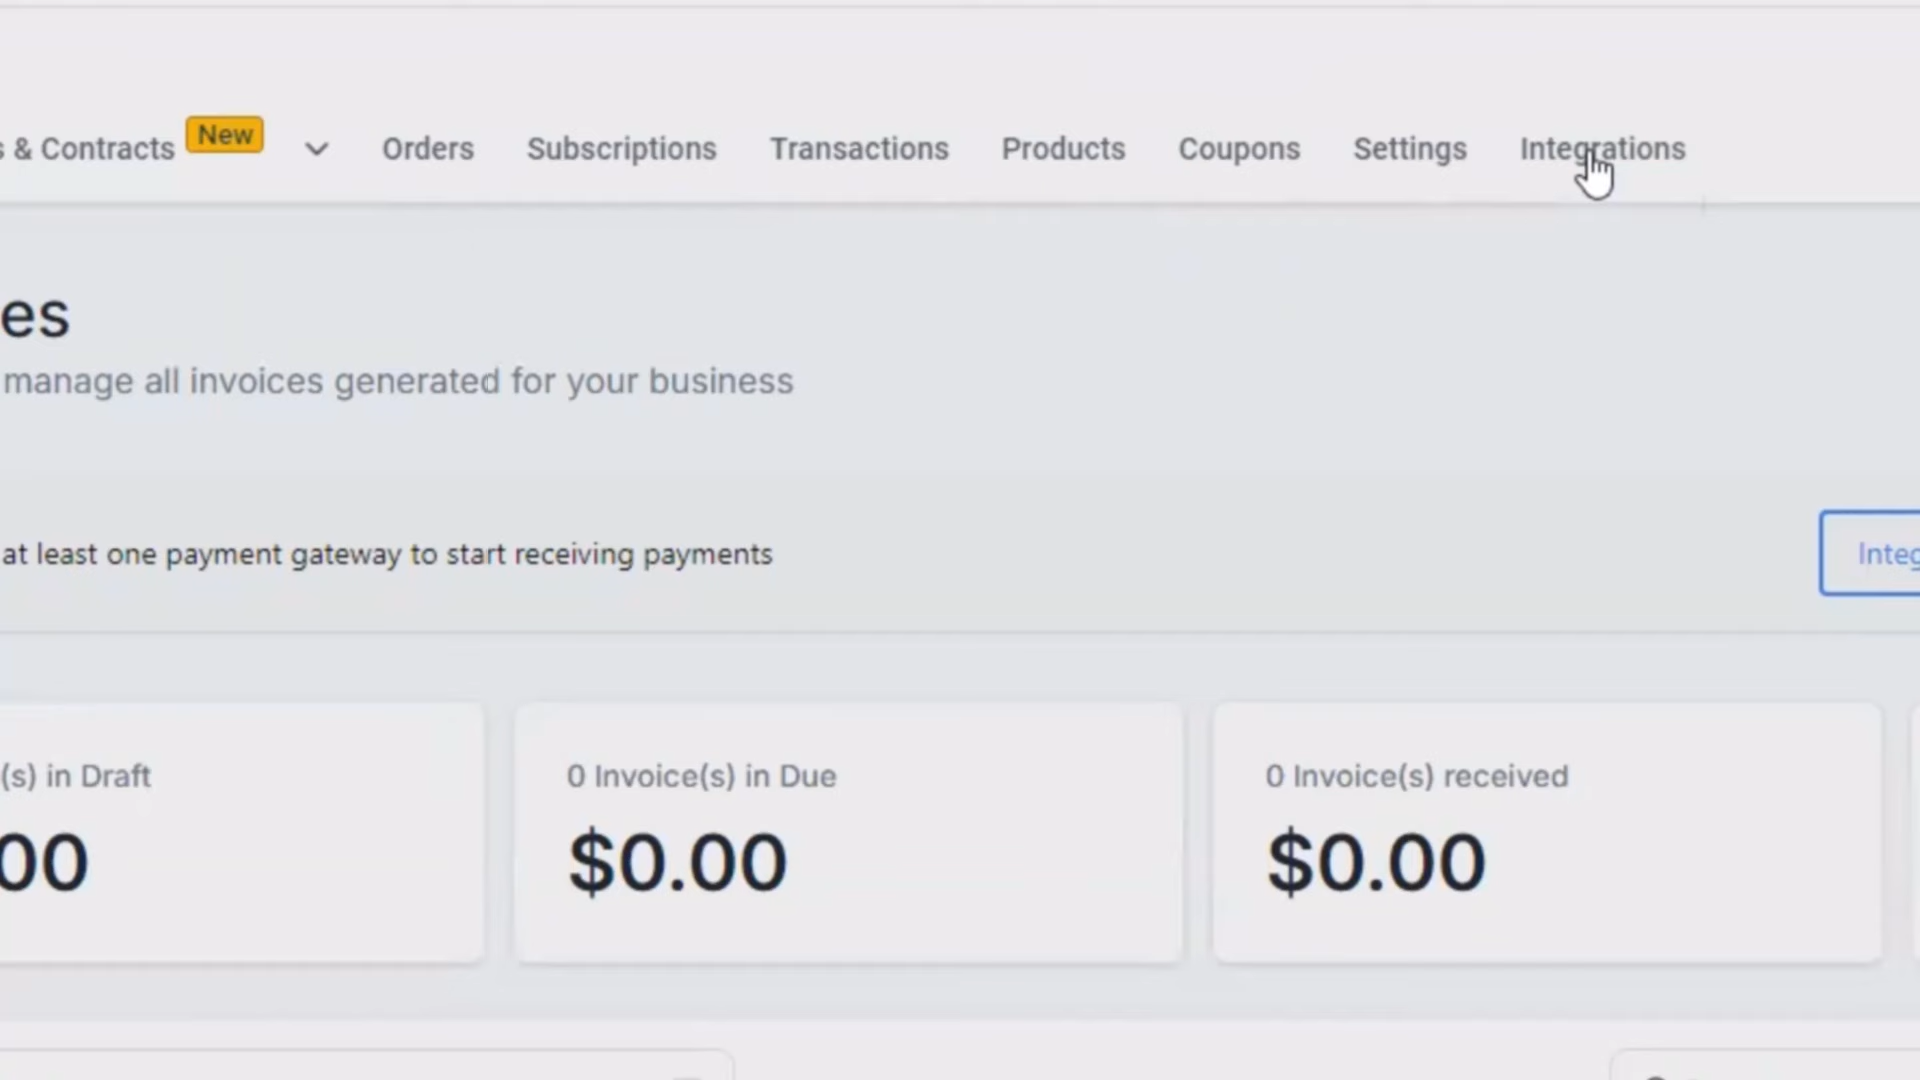 s & Contracts New Orders Subscriptions Transactions Products Coupons Settings Integrations
es
manage all invoices generated for your business
at least one payment gateway to start receiving payments Integ
(s) in Draft 0 Invoice(s) in Due 0 Invoice(s) received
00 $0.00 $0.00